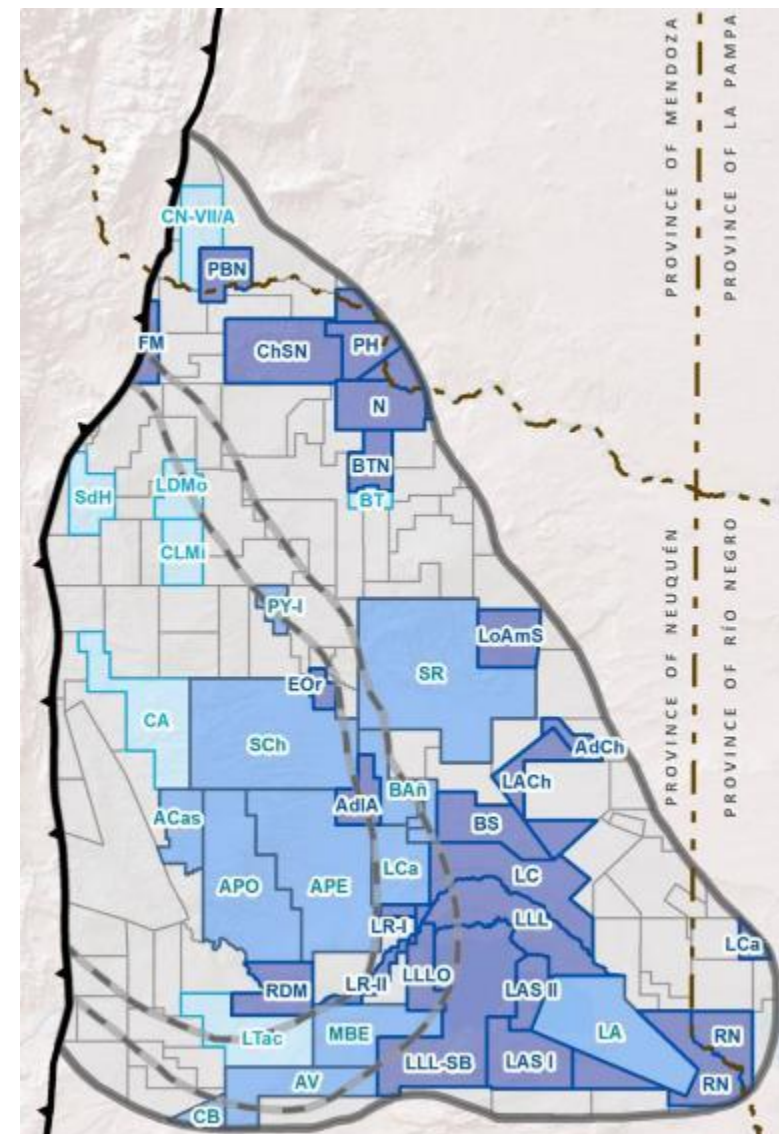 PROVINCE OF MENDOZA
PROVINCE OF LA PAMPA
CN-VII/A
PBN
FM
ChSN
PH
N
BTN
BT
SdH
LDMo
CLMi
PROVINCE OF NEUQUÉN
PROVINCE OF RÍO NEGRO
PY-I
LoAmS
EOr
SR
CA
SCh
AdCh
LACh
AdlA
BAñ
ACas
BS
APO
APE
LCa
LC
LR-I
LLL
LCa
RDM
LR-II
LLLO
LAS II
LTac
MBE
LA
RN
LLL-SB
LAS I
AV
RN
CB